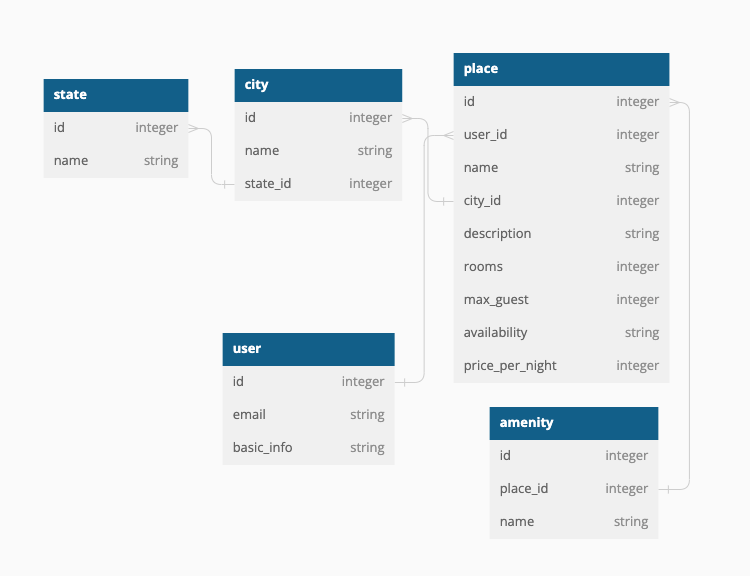 state
id integer
name string
city
id integer
name string
state_id integer
place
id integer
user_id integer
name string
city_id integer
description string
rooms integer
max_guest integer
availability string
price_per_night integer
user
id integer
email string
basic_info string
amenity
id integer
place_id integer
name string